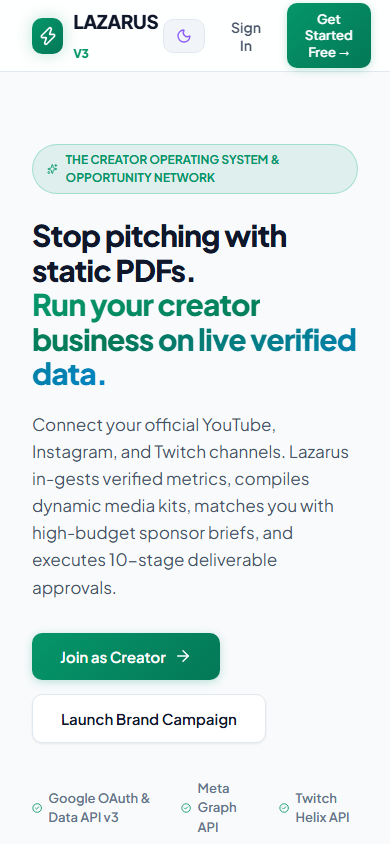 LAZARUS
V3
Sign
In
Get
Started
Free →
THE CREATOR OPERATING SYSTEM &
OPPORTUNITY NETWORK
Stop pitching with
static PDFs.
Run your creator
business on live verified
data.
Connect your official YouTube,
Instagram, and Twitch channels. Lazarus
in-gests verified metrics, compiles
dynamic media kits, matches you with
high-budget sponsor briefs, and
executes 10-stage deliverable
approvals.
Join as Creator →
Launch Brand Campaign
Google OAuth &
Data API v3
Meta
Graph
API
Twitch
Helix API